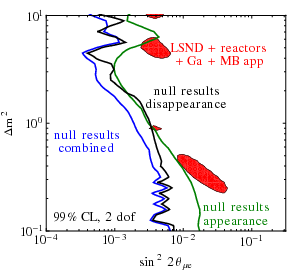 10¹
LSND + reactors
+ Ga + MB app
null results
disappearance
Δm²
10⁰
null results
combined
null results
appearance
99% CL, 2 dof
10⁻¹
10⁻⁴
10⁻³
10⁻²
10⁻¹
sin² 2θμe